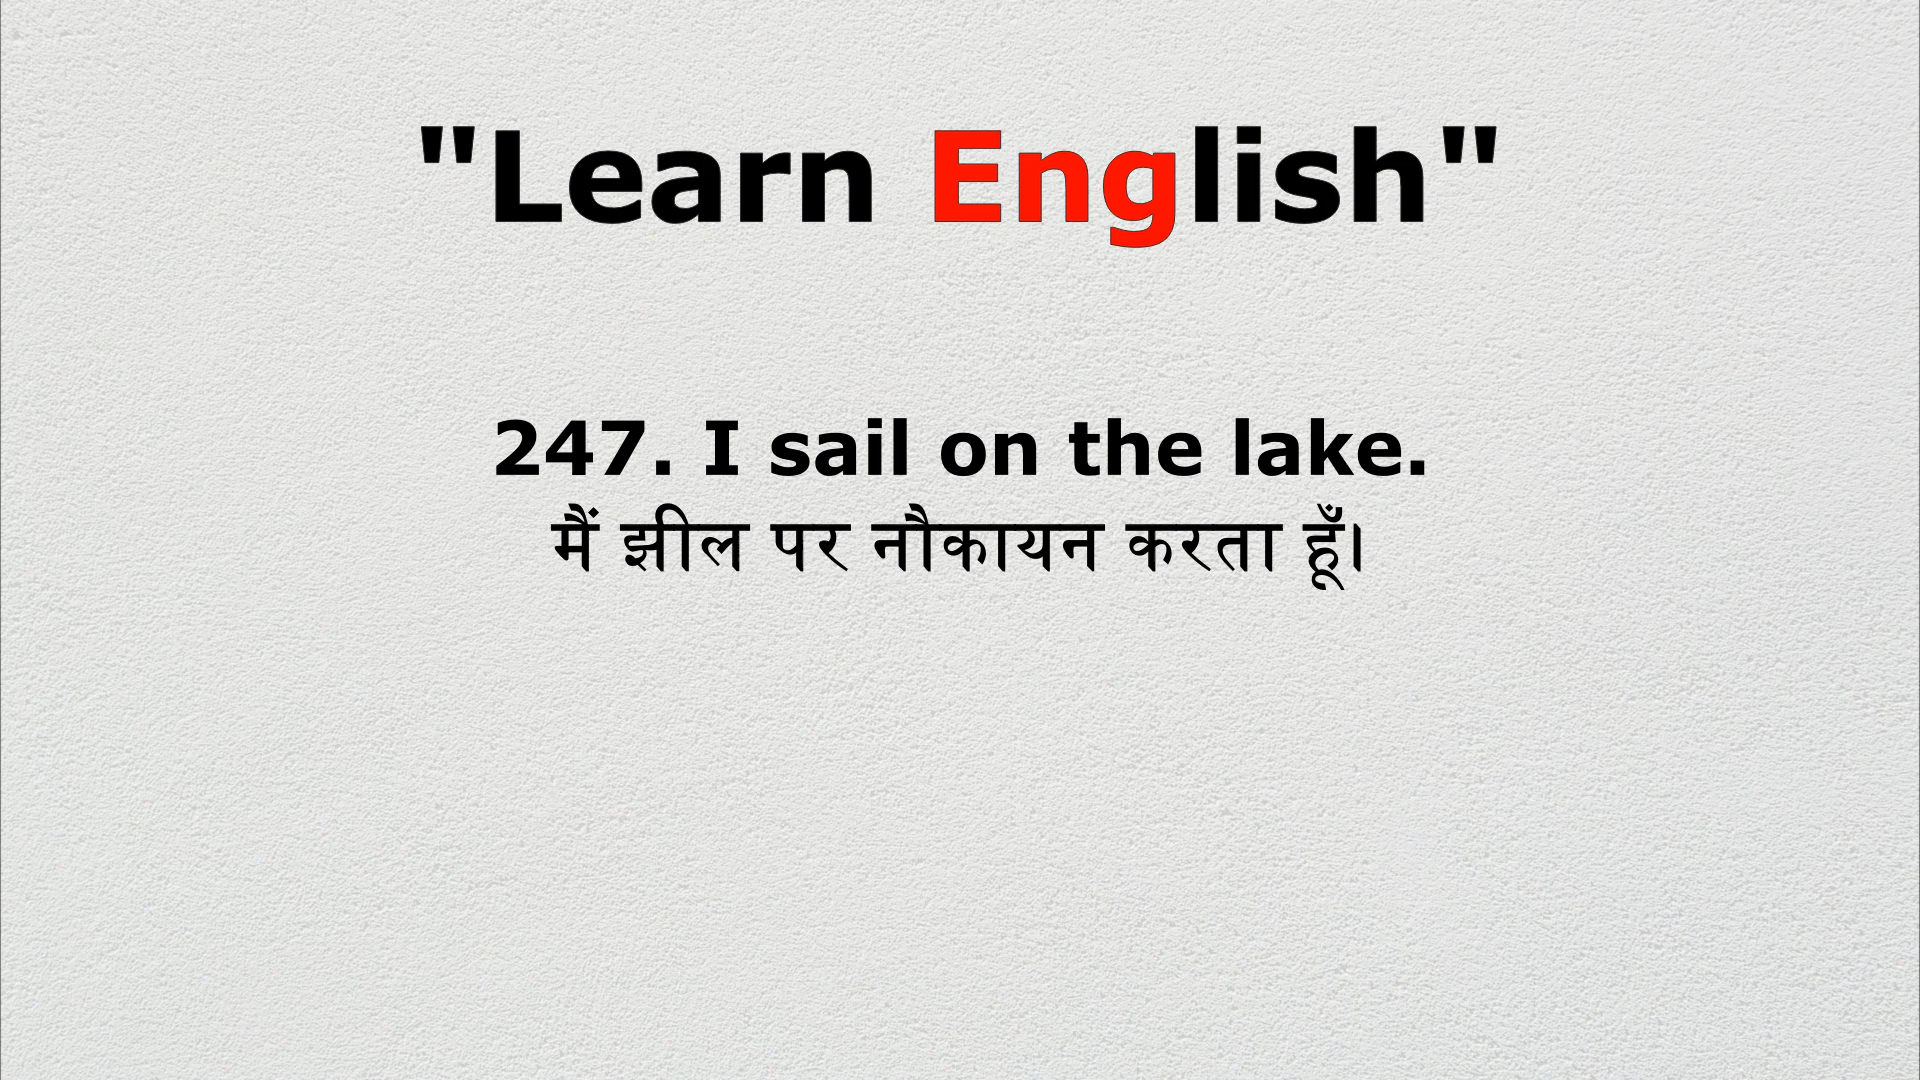 "Learn English"
247. I sail on the lake.
मैं झील पर नौकायन करता हूँ।